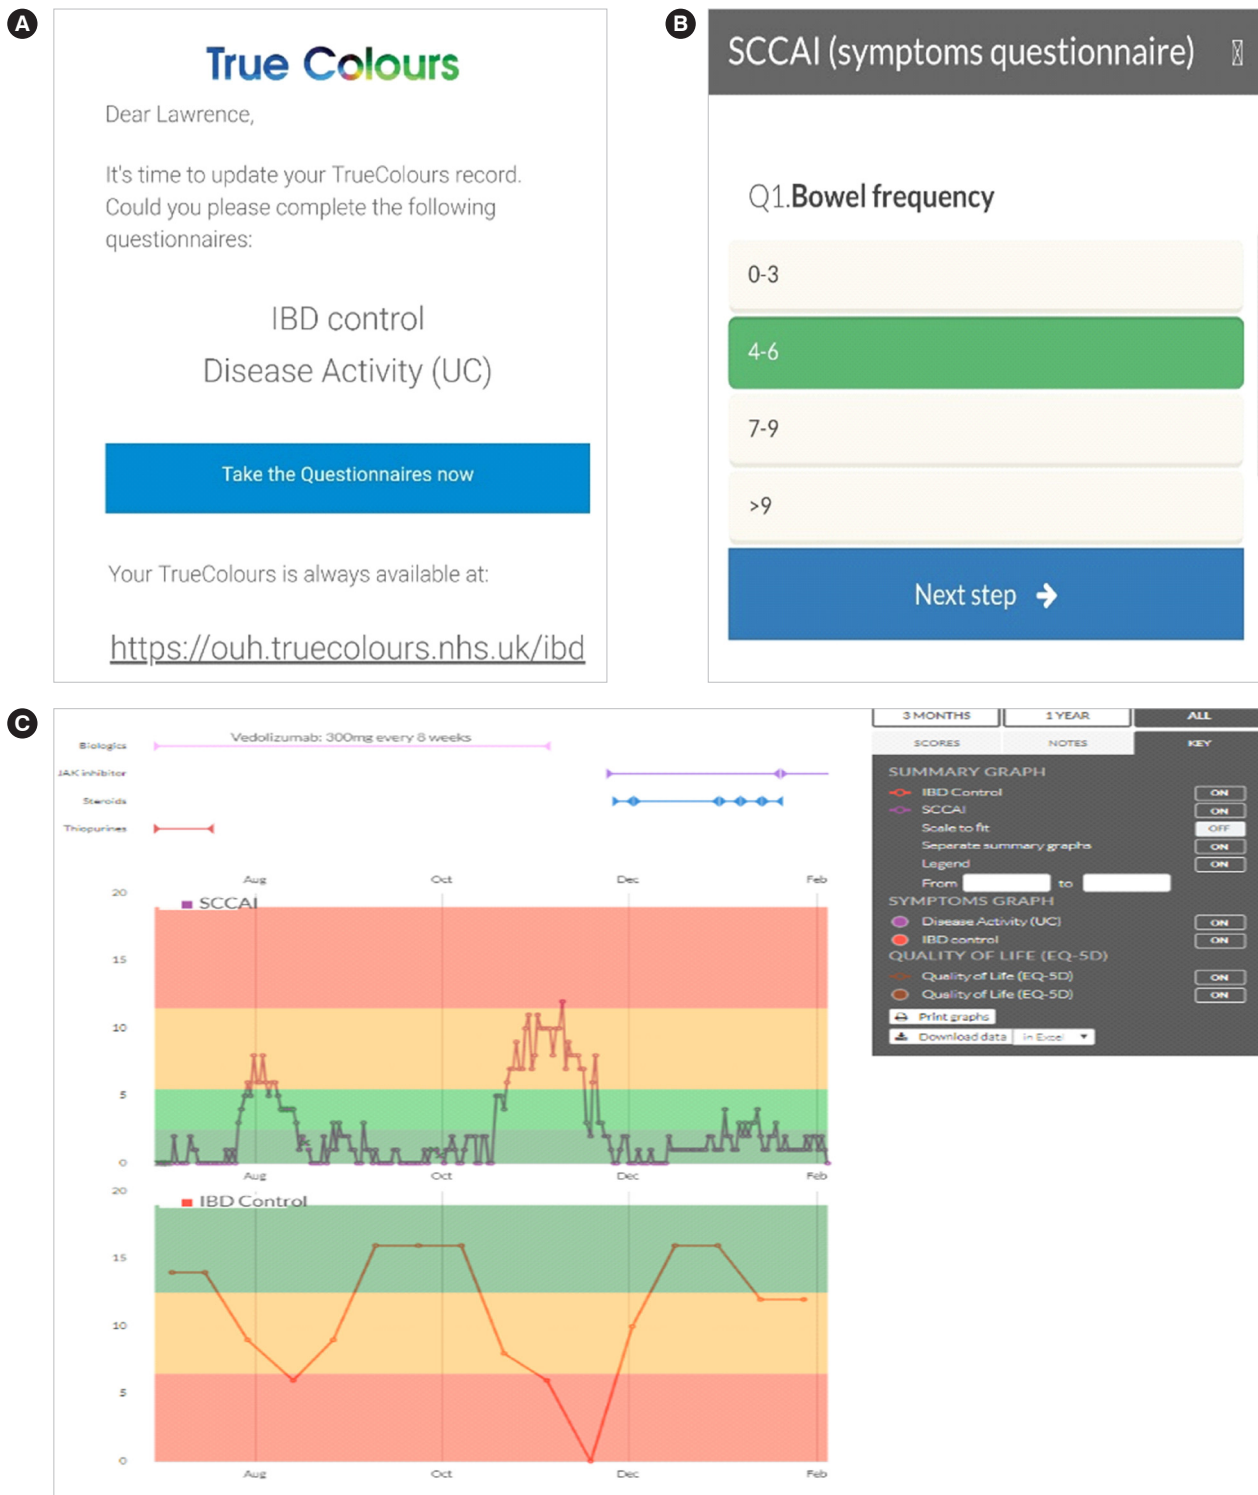 A
True Colours
Dear Lawrence,
It's time to update your TrueColours record.
Could you please complete the following
questionnaires:
IBD control
Disease Activity (UC)
Take the Questionnaires now
Your TrueColours is always available at:
https://ouh.truecolours.nhs.uk/ibd
B
SCCAI (symptoms questionnaire)
Q1.Bowel frequency
0-3
4-6
7-9
>9
Next step
C
Biologics
Vedolizumab: 300mg every 8 weeks
JAK inhibitor
Steroids
Thiopurines
Aug Oct Dec Feb
20
SCCAI
15
10
5
0
Aug Oct Dec Feb
20
IBD Control
15
10
5
0
Aug Oct Dec Feb
3 MONTHS 1 YEAR ALL
SCORES NOTES KEY
SUMMARY GRAPH
IBD Control ON
SCCAI ON
Scale to fit OFF
Separate summary graphs ON
Legend ON
From to
SYMPTOMS GRAPH
Disease Activity (UC) ON
IBD control ON
QUALITY OF LIFE (EQ-5D)
Quality of Life (EQ-5D) ON
Quality of Life (EQ-5D) ON
Print graphs
Download data in Excel